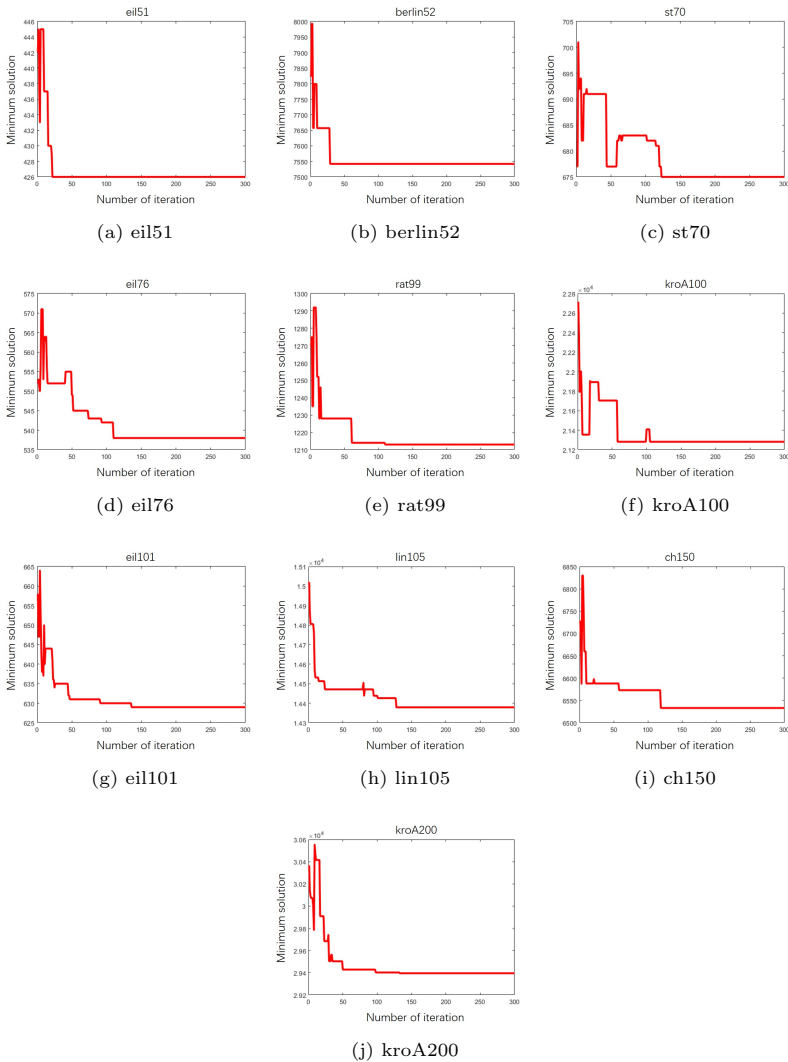 eil51
Minimum solution
446
444
442
440
438
436
434
432
430
428
426
0 50 100 150 200 250 300
Number of iteration
(a) eil51
berlin52
Minimum solution
8000
7950
7900
7850
7800
7750
7700
7650
7600
7550
7500
0 50 100 150 200 250 300
Number of iteration
(b) berlin52
st70
Minimum solution
705
700
695
690
685
680
675
0 50 100 150 200 250 300
Number of iteration
(c) st70
eil76
Minimum solution
575
570
565
560
555
550
545
540
535
0 50 100 150 200 250 300
Number of iteration
(d) eil76
rat99
Minimum solution
1300
1290
1280
1270
1260
1250
1240
1230
1220
1210
0 50 100 150 200 250 300
Number of iteration
(e) rat99
kroA100
× 10⁴
Minimum solution
2.28
2.26
2.24
2.22
2.2
2.18
2.16
2.14
2.12
0 50 100 150 200 250 300
Number of iteration
(f) kroA100
eil101
Minimum solution
665
660
655
650
645
640
635
630
625
0 50 100 150 200 250 300
Number of iteration
(g) eil101
lin105
× 10⁴
Minimum solution
1.51
1.5
1.49
1.48
1.47
1.46
1.45
1.44
1.43
0 50 100 150 200 250 300
Number of iteration
(h) lin105
ch150
Minimum solution
6850
6800
6750
6700
6650
6600
6550
6500
0 50 100 150 200 250 300
Number of iteration
(i) ch150
kroA200
× 10⁴
Minimum solution
3.06
3.04
3.02
3
2.98
2.96
2.94
2.92
0 50 100 150 200 250 300
Number of iteration
(j) kroA200